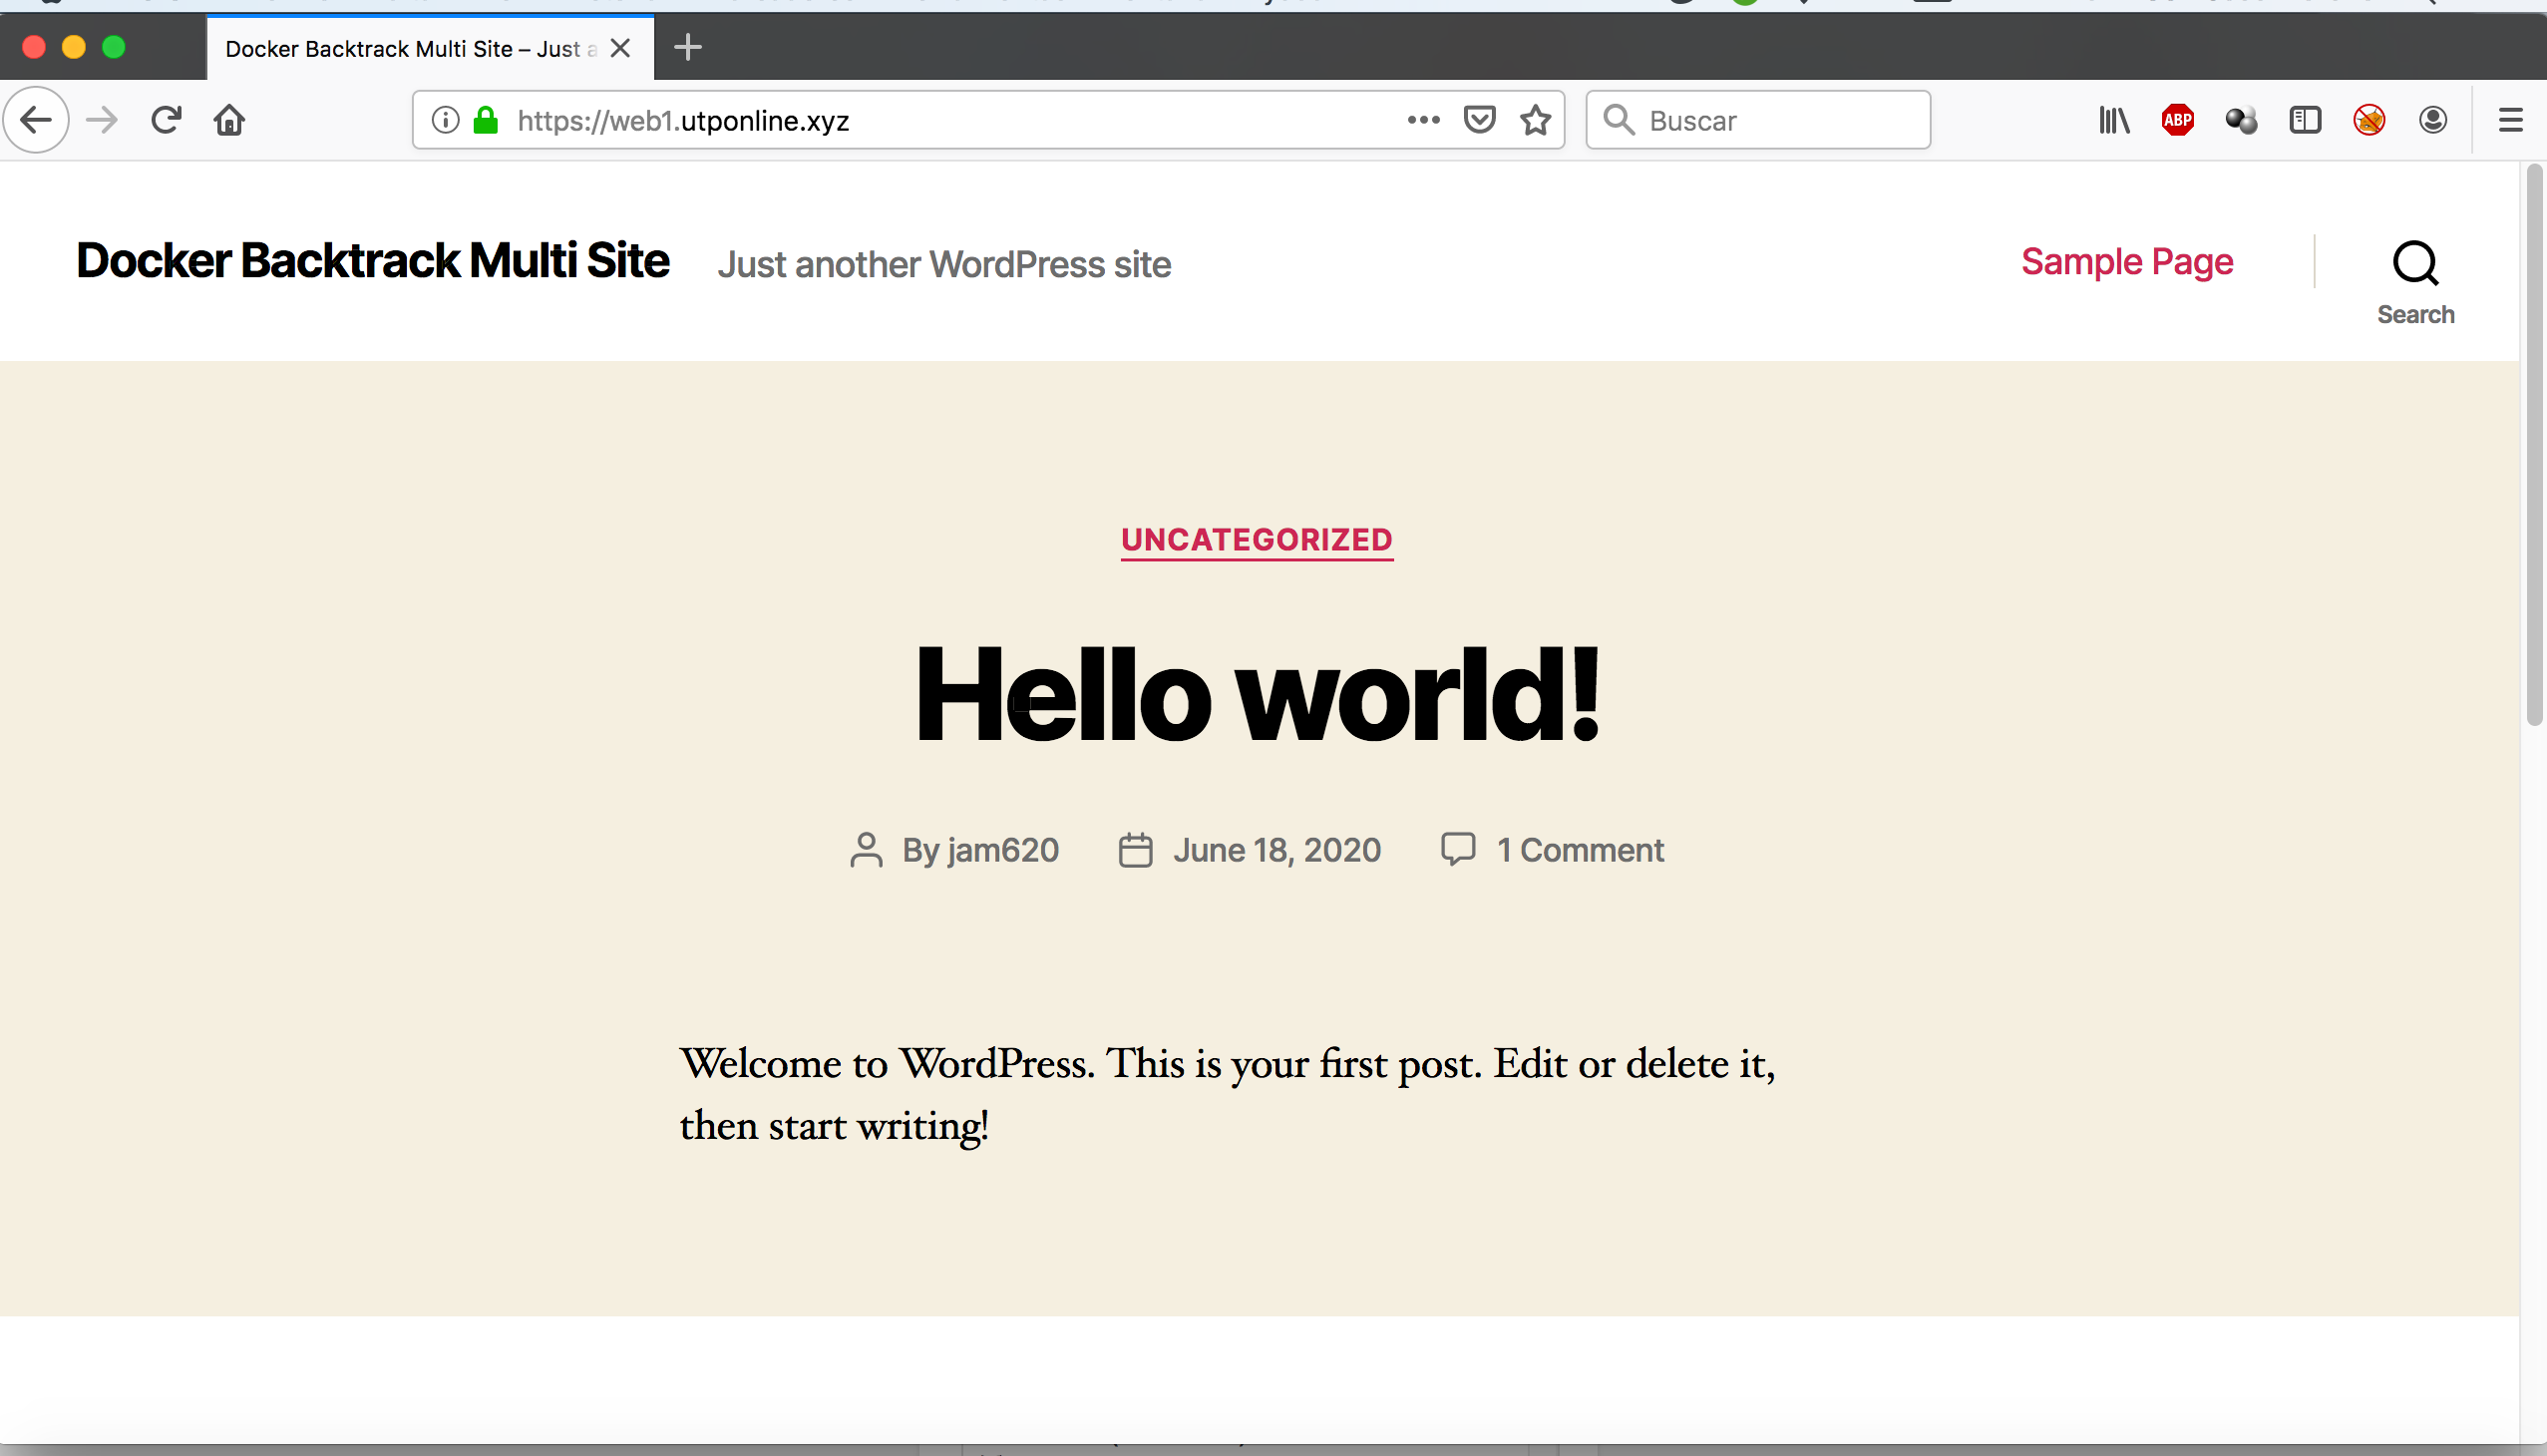 Docker Backtrack Multi Site – Just a
https://web1.utponline.xyz
Buscar
ABP
Docker Backtrack Multi Site Just another WordPress site Sample Page
Search
UNCATEGORIZED
Hello world!
By jam620 June 18, 2020 1 Comment
Welcome to WordPress. This is your first post. Edit or delete it,
then start writing!